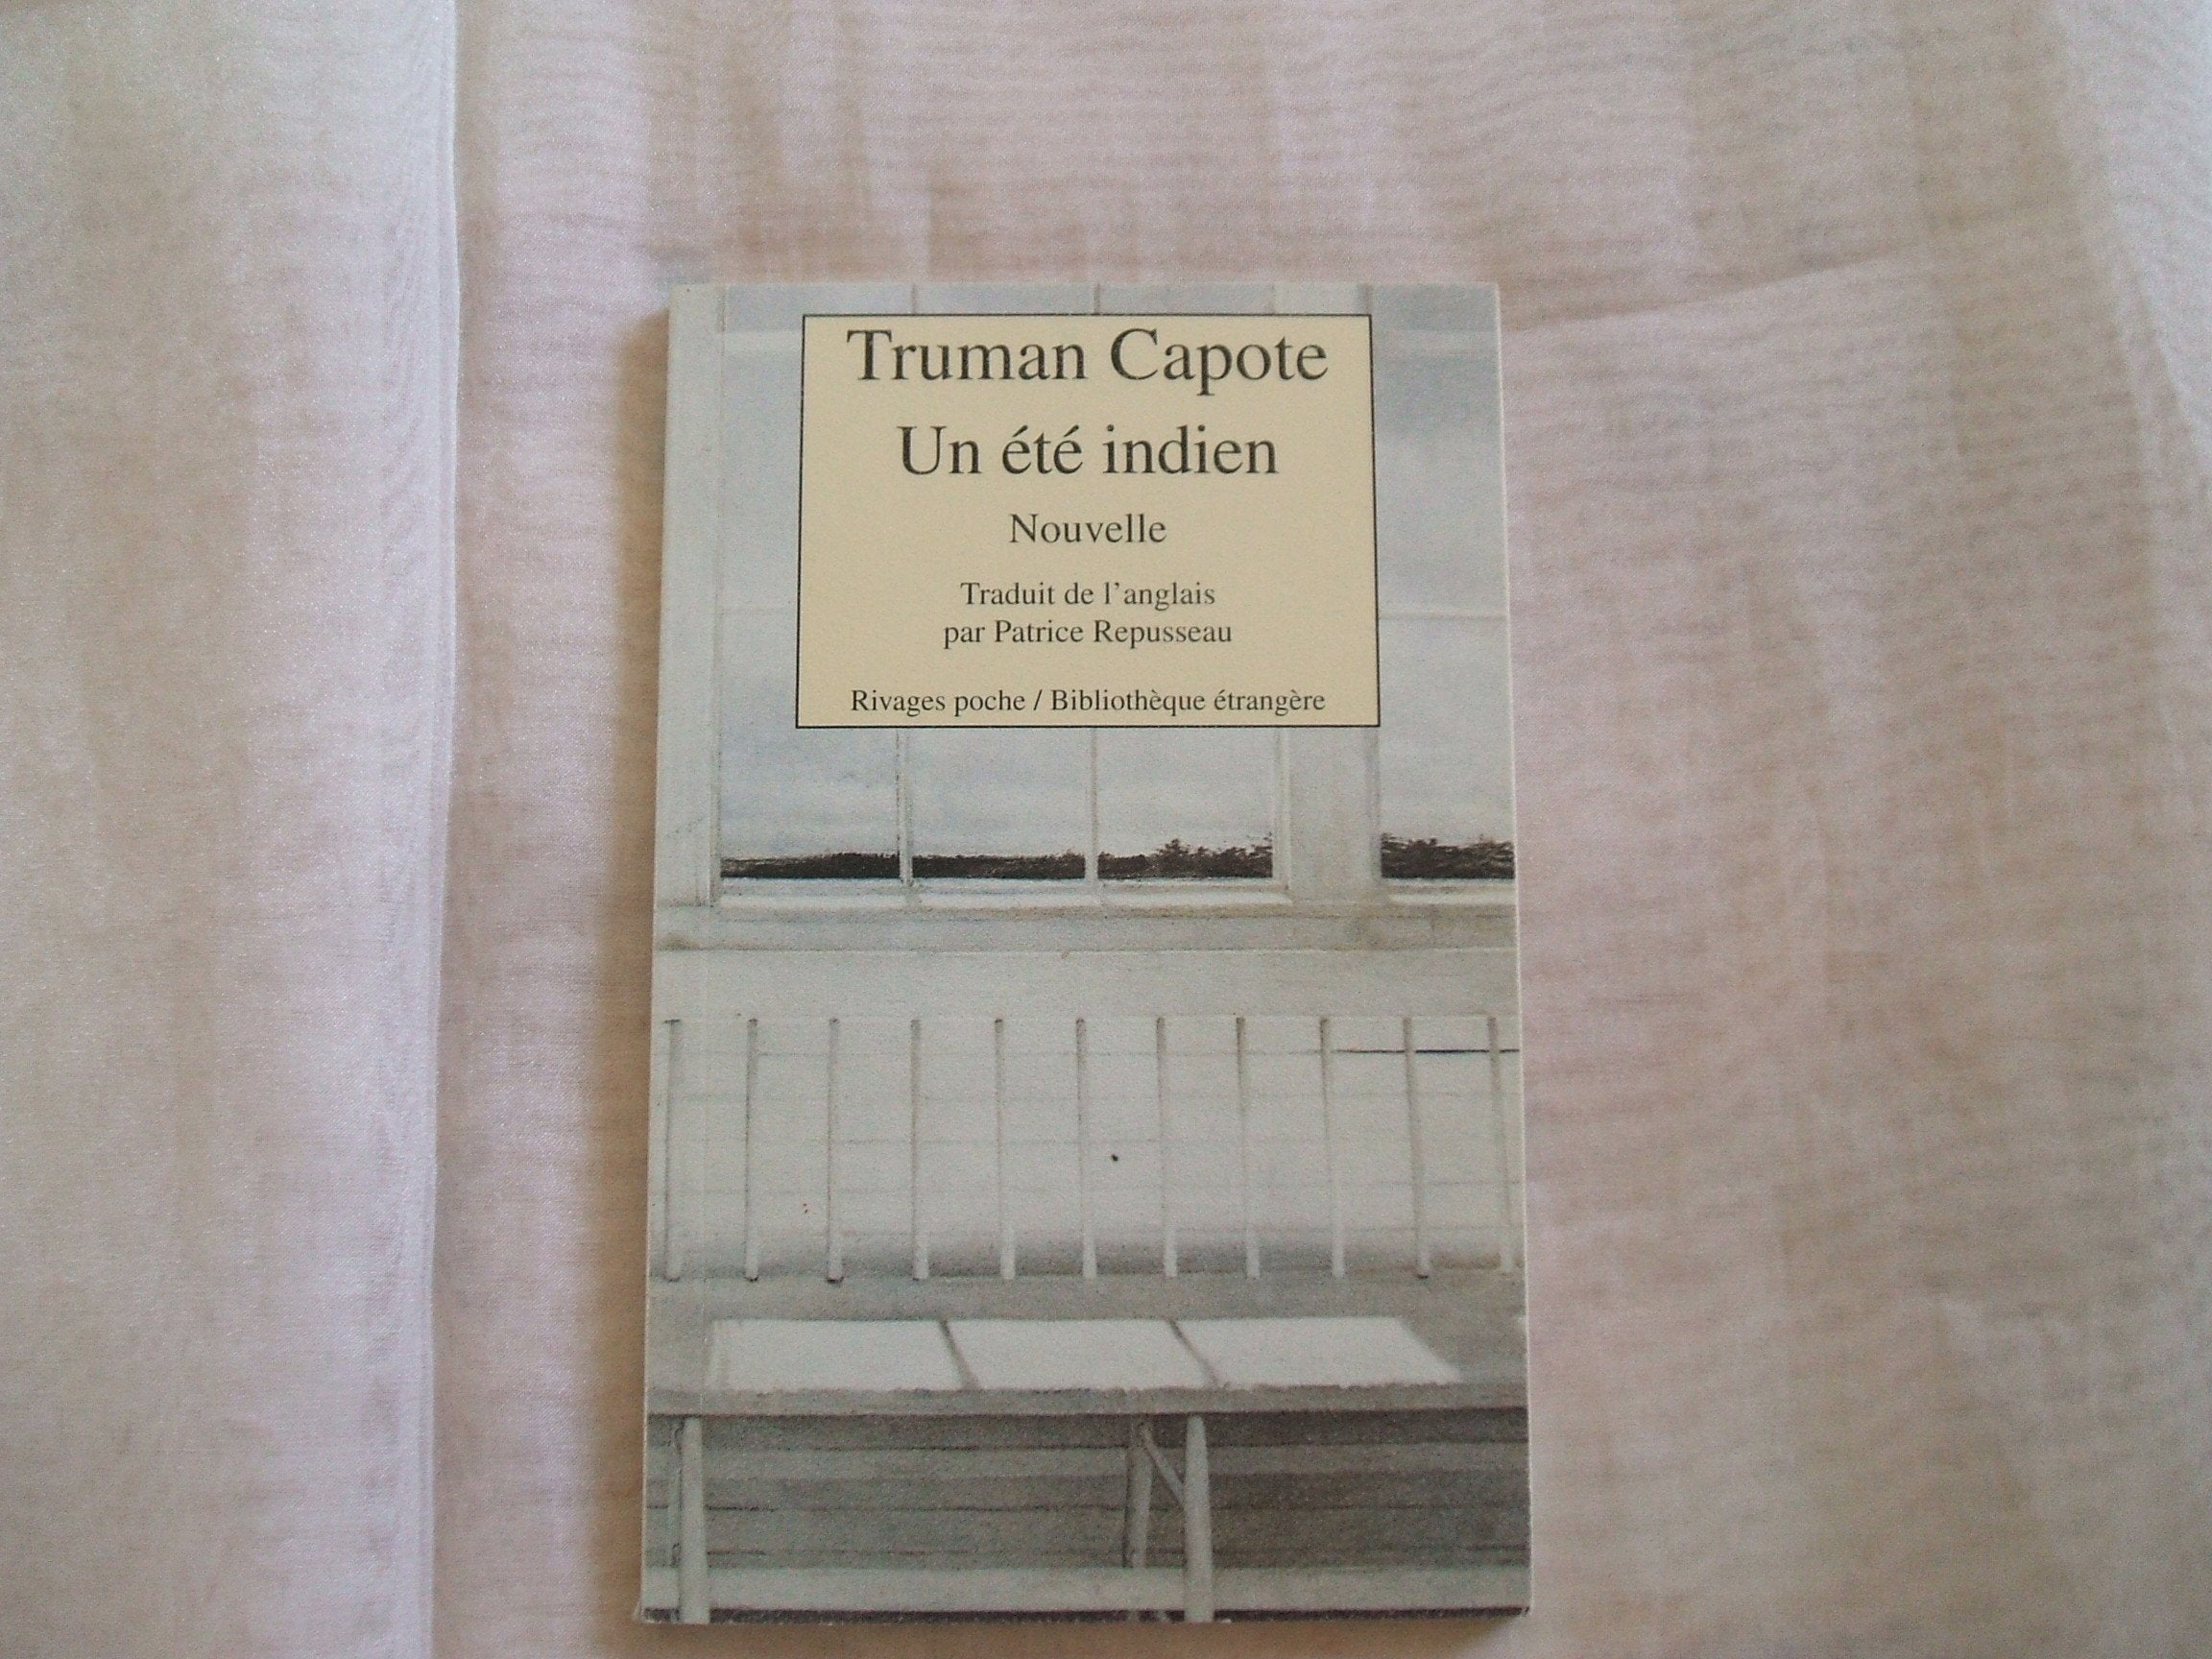 Truman Capote
Un été indien
Nouvelle
Traduit de l'anglais
par Patrice Repusseau
Rivages poche / Bibliothèque étrangère